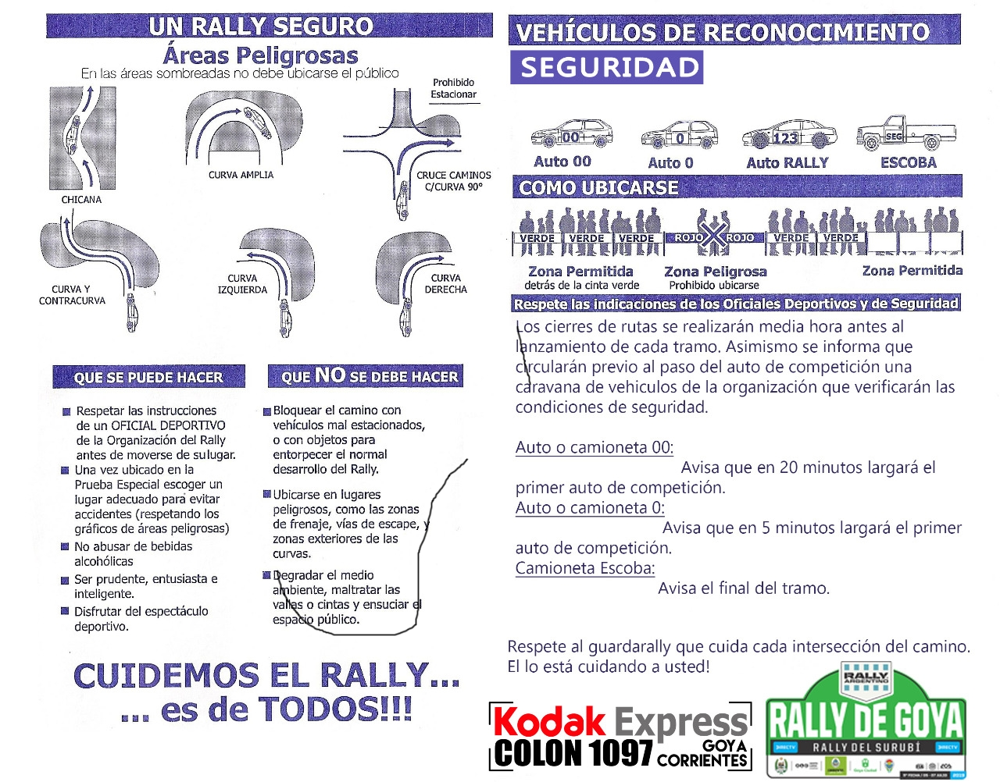 UN RALLY SEGURO
Áreas Peligrosas
En las áreas sombreadas no debe ubicarse el público
Prohibido
Estacionar
CHICANA
CURVA AMPLIA
CRUCE CAMINOS
C/CURVA 90°
CURVA Y
CONTRACURVA
CURVA
IZQUIERDA
CURVA
DERECHA
QUE SE PUEDE HACER
Respetar las instrucciones
de un OFICIAL DEPORTIVO
de la Organización del Rally
antes de moverse de su lugar.
Una vez ubicado en la
Prueba Especial escoger un
lugar adecuado para evitar
accidentes (respetando los
gráficos de áreas peligrosas)
No abusar de bebidas
alcohólicas
Ser prudente, entusiasta e
inteligente.
Disfrutar del espectáculo
deportivo.
QUE NO SE DEBE HACER
Bloquear el camino con
vehículos mal estacionados,
o con objetos para
entorpecer el normal
desarrollo del Rally.
Ubicarse en lugares
peligrosos, como las zonas
de frenaje, vías de escape, y
zonas exteriores de las
curvas.
Degradar el medio
ambiente, maltratar las
vallas o cintas y ensuciar el
espacio público.
CUIDEMOS EL RALLY...
... es de TODOS!!!
VEHÍCULOS DE RECONOCIMIENTO
SEGURIDAD
00 0 123 SEG
Auto 00 Auto 0 Auto RALLY ESCOBA
COMO UBICARSE
VERDE VERDE VERDE ROJO ROJO VERDE VERDE
Zona Permitida
detrás de la cinta verde
Zona Peligrosa
Prohibido ubicarse
Zona Permitida
Respete las indicaciones de los Oficiales Deportivos y de Seguridad
Los cierres de rutas se realizarán media hora antes al
lanzamiento de cada tramo. Asimismo se informa que
circularán previo al paso del auto de competición una
caravana de vehiculos de la organización que verificarán las
condiciones de seguridad.
Auto o camioneta 00:
Avisa que en 20 minutos largará el
primer auto de competición.
Auto o camioneta 0:
Avisa que en 5 minutos largará el primer
auto de competición.
Camioneta Escoba:
Avisa el final del tramo.
Respete al guardarally que cuida cada intersección del camino.
El lo está cuidando a usted!
Kodak Express
COLON 1097 GOYA
CORRIENTES
RALLY
ARGENTINO
RALLY DE GOYA
DIRECTV RALLY DEL SURUBÍ DIRECTV
Goya Ciudad
2019